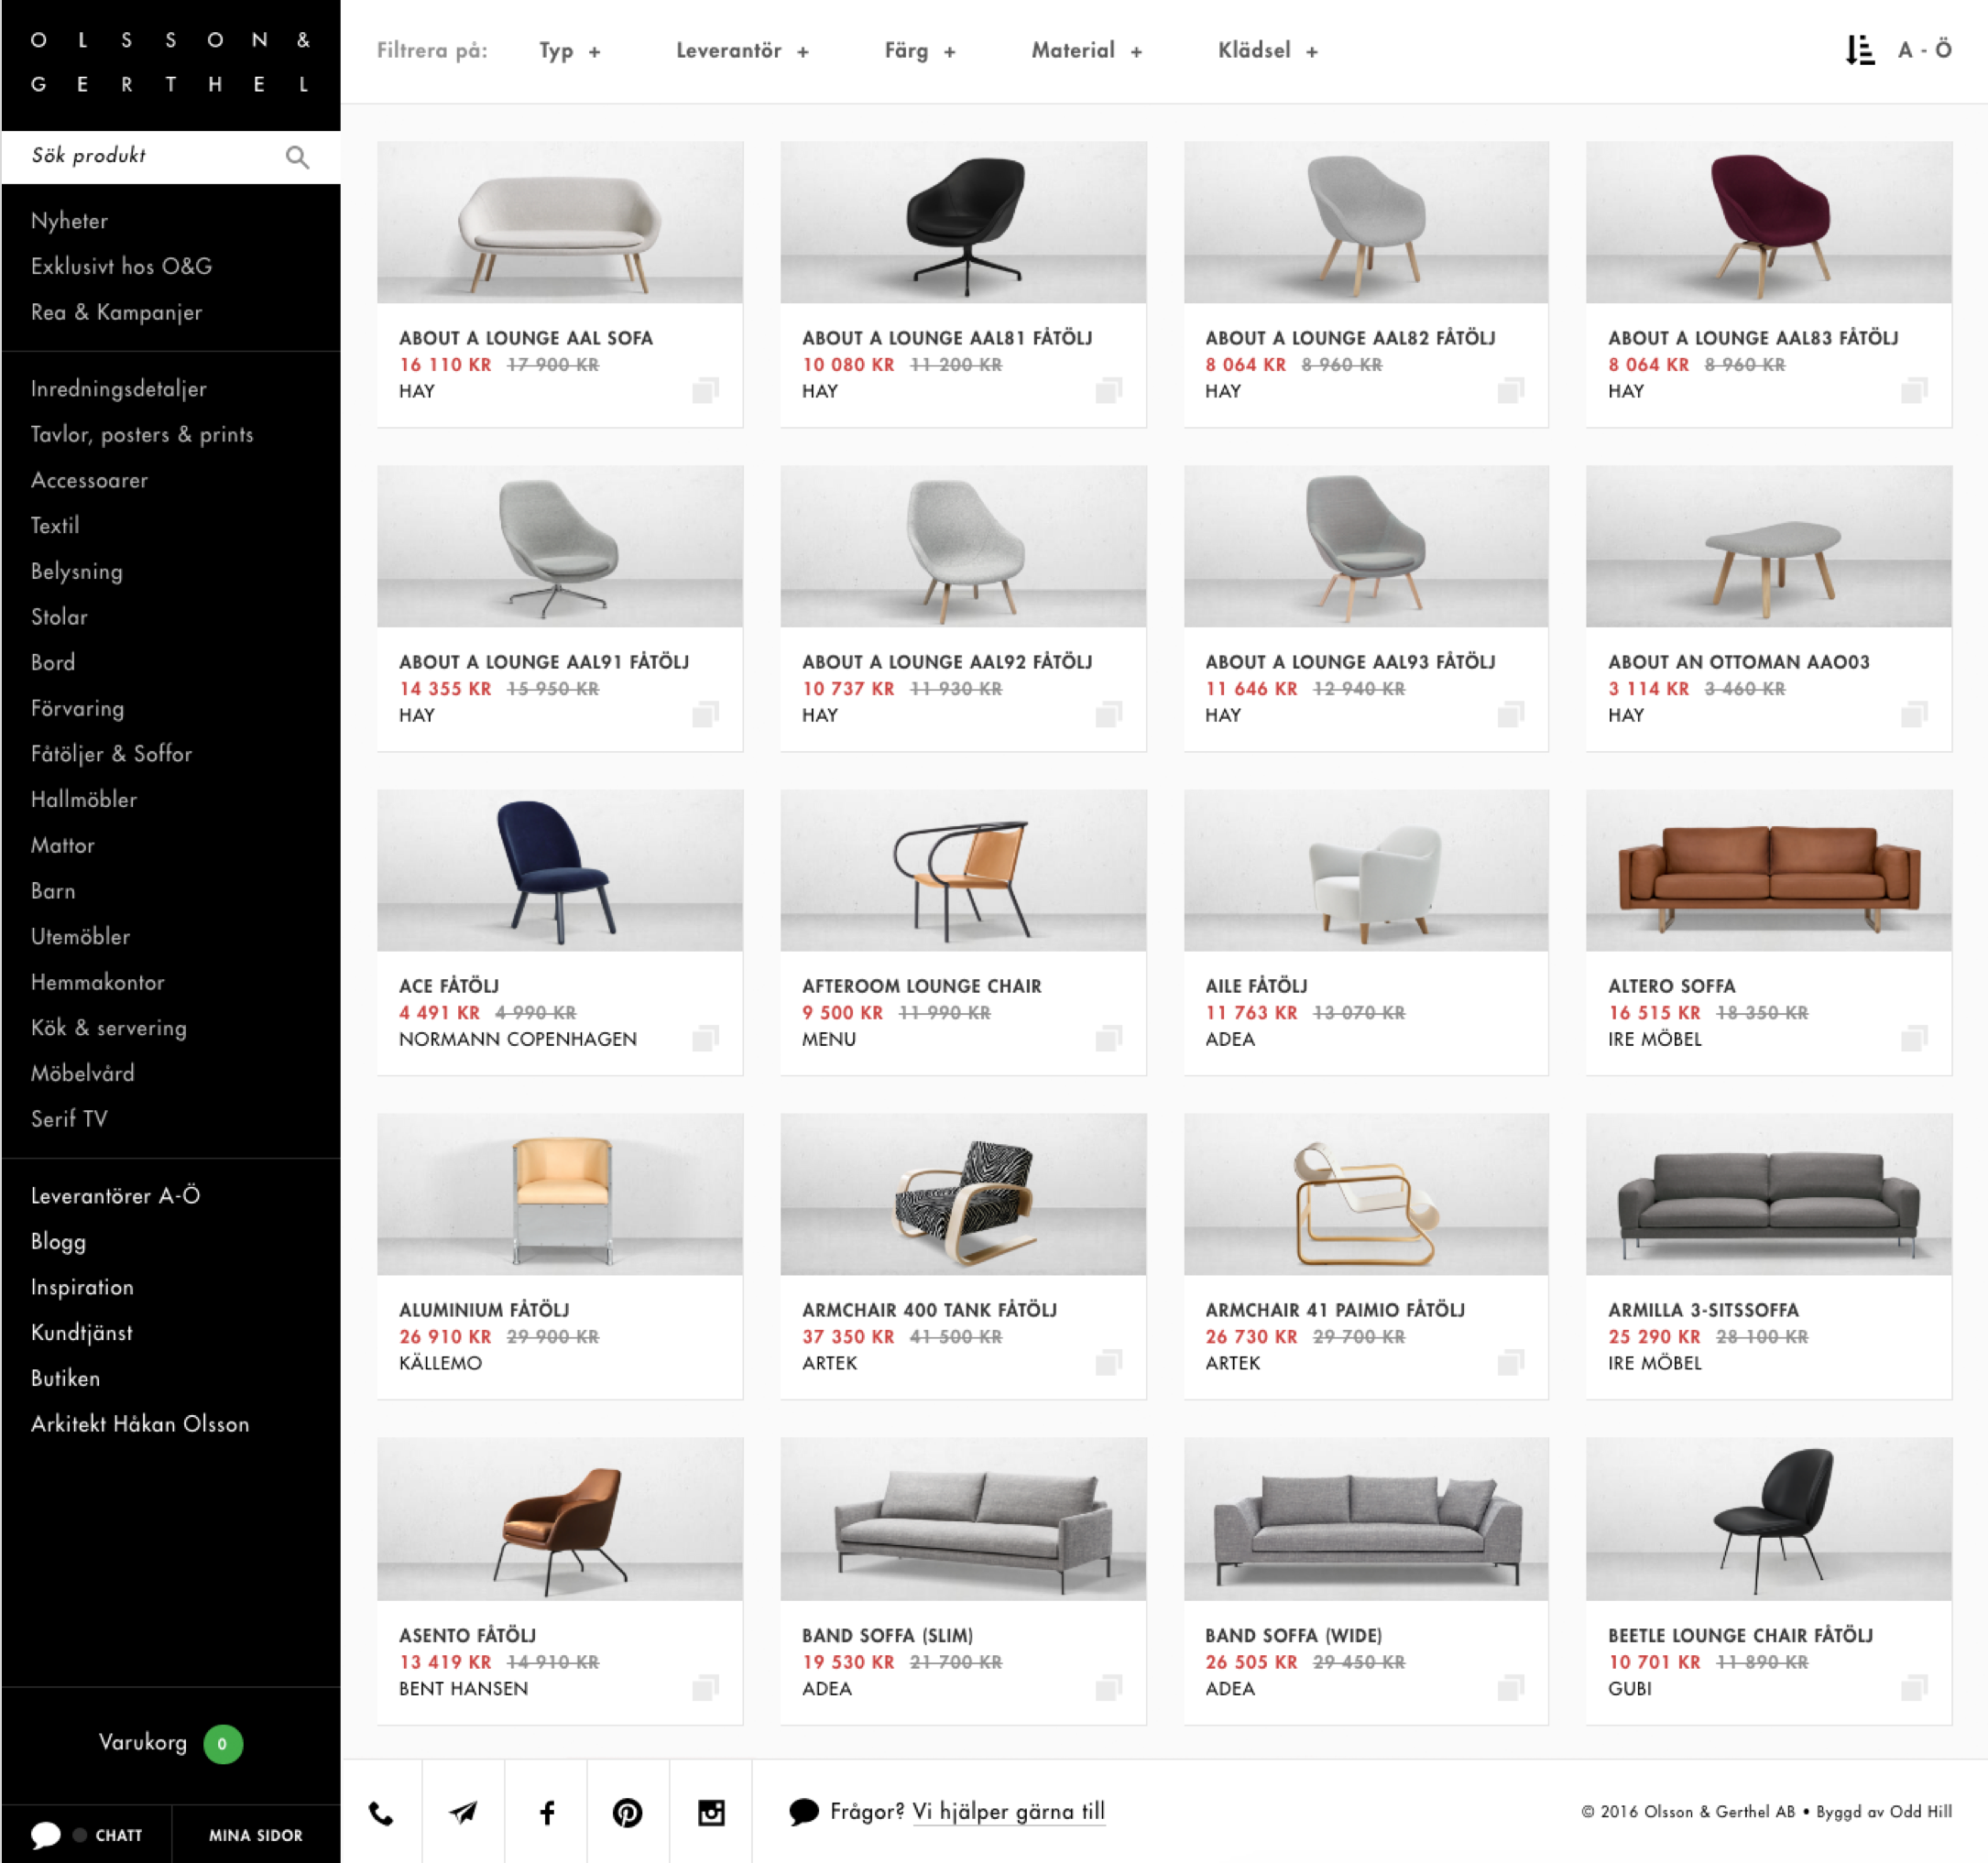 OLSSON &
GERTHEL
Sök produkt
Nyheter
Exklusivt hos O&G
Rea & Kampanjer
Inredningsdetaljer
Tavlor, posters & prints
Accessoarer
Textil
Belysning
Stolar
Bord
Förvaring
Fåtöljer & Soffor
Hallmöbler
Mattor
Barn
Utemöbler
Hemmakontor
Kök & servering
Möbelvård
Serif TV
Leverantörer A-Ö
Blogg
Inspiration
Kundtjänst
Butiken
Arkitekt Håkan Olsson
Varukorg 0
CHATT MINA SIDOR
Filtrera på: Typ + Leverantör + Färg + Material + Klädsel + A - Ö
ABOUT A LOUNGE AAL SOFA
16 110 KR 17 900 KR
HAY
ABOUT A LOUNGE AAL81 FÅTÖLJ
10 080 KR 11 200 KR
HAY
ABOUT A LOUNGE AAL82 FÅTÖLJ
8 064 KR 8 960 KR
HAY
ABOUT A LOUNGE AAL83 FÅTÖLJ
8 064 KR 8 960 KR
HAY
ABOUT A LOUNGE AAL91 FÅTÖLJ
14 355 KR 15 950 KR
HAY
ABOUT A LOUNGE AAL92 FÅTÖLJ
10 737 KR 11 930 KR
HAY
ABOUT A LOUNGE AAL93 FÅTÖLJ
11 646 KR 12 940 KR
HAY
ABOUT AN OTTOMAN AAO03
3 114 KR 3 460 KR
HAY
ACE FÅTÖLJ
4 491 KR 4 990 KR
NORMANN COPENHAGEN
AFTEROOM LOUNGE CHAIR
9 500 KR 11 990 KR
MENU
AILE FÅTÖLJ
11 763 KR 13 070 KR
ADEA
ALTERO SOFFA
16 515 KR 18 350 KR
IRE MÖBEL
ALUMINIUM FÅTÖLJ
26 910 KR 29 900 KR
KÄLLEMO
ARMCHAIR 400 TANK FÅTÖLJ
37 350 KR 41 500 KR
ARTEK
ARMCHAIR 41 PAIMIO FÅTÖLJ
26 730 KR 29 700 KR
ARTEK
ARMILLA 3-SITSSOFFA
25 290 KR 28 100 KR
IRE MÖBEL
ASENTO FÅTÖLJ
13 419 KR 14 910 KR
BENT HANSEN
BAND SOFFA (SLIM)
19 530 KR 21 700 KR
ADEA
BAND SOFFA (WIDE)
26 505 KR 29 450 KR
ADEA
BEETLE LOUNGE CHAIR FÅTÖLJ
10 701 KR 11 890 KR
GUBI
Frågor? Vi hjälper gärna till
© 2016 Olsson & Gerthel AB • Byggd av Odd Hill